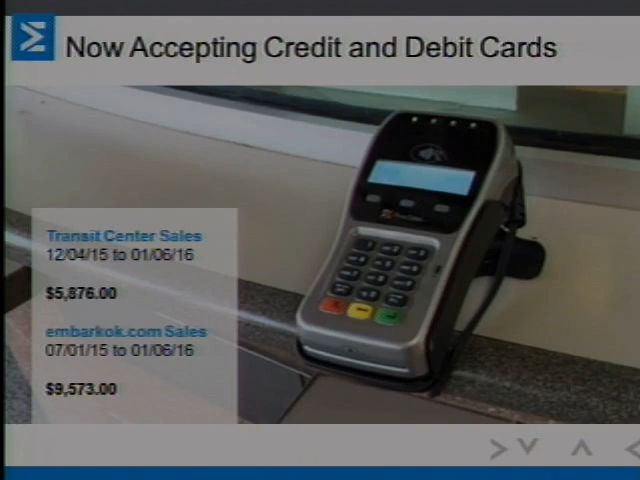 Now Accepting Credit and Debit Cards
Transit Center Sales
12/04/15 to 01/06/16
$5,876.00
embarkok.com Sales
07/01/15 to 01/06/16
$9,573.00